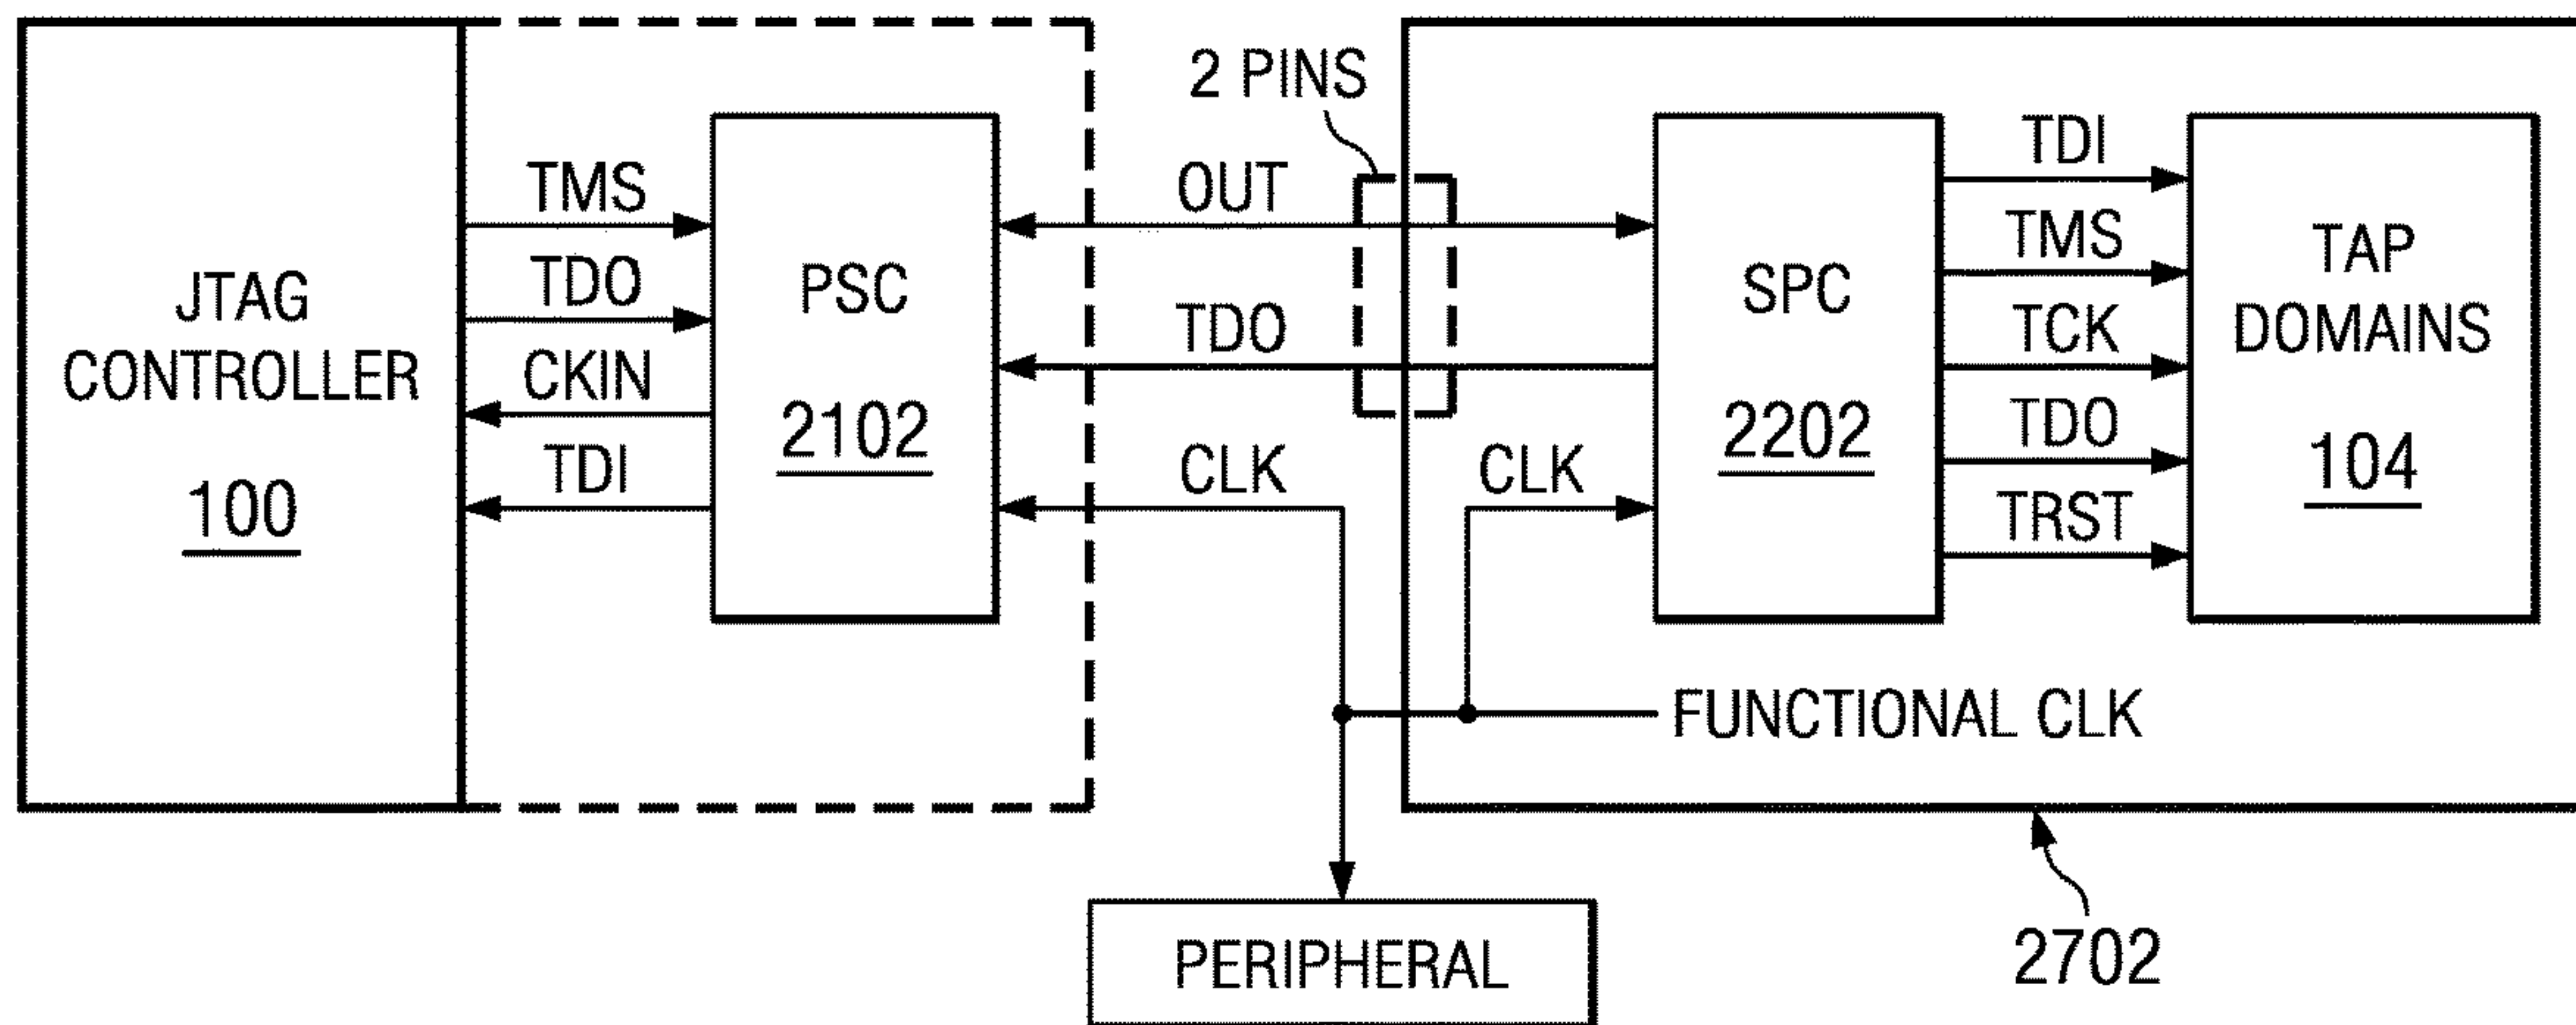 JTAG
CONTROLLER
100
TMS
TDO
CKIN
TDI
PSC
2102
2 PINS
OUT
TDO
CLK
CLK
SPC
2202
TDI
TMS
TCK
TDO
TRST
TAP
DOMAINS
104
FUNCTIONAL CLK
PERIPHERAL
2702